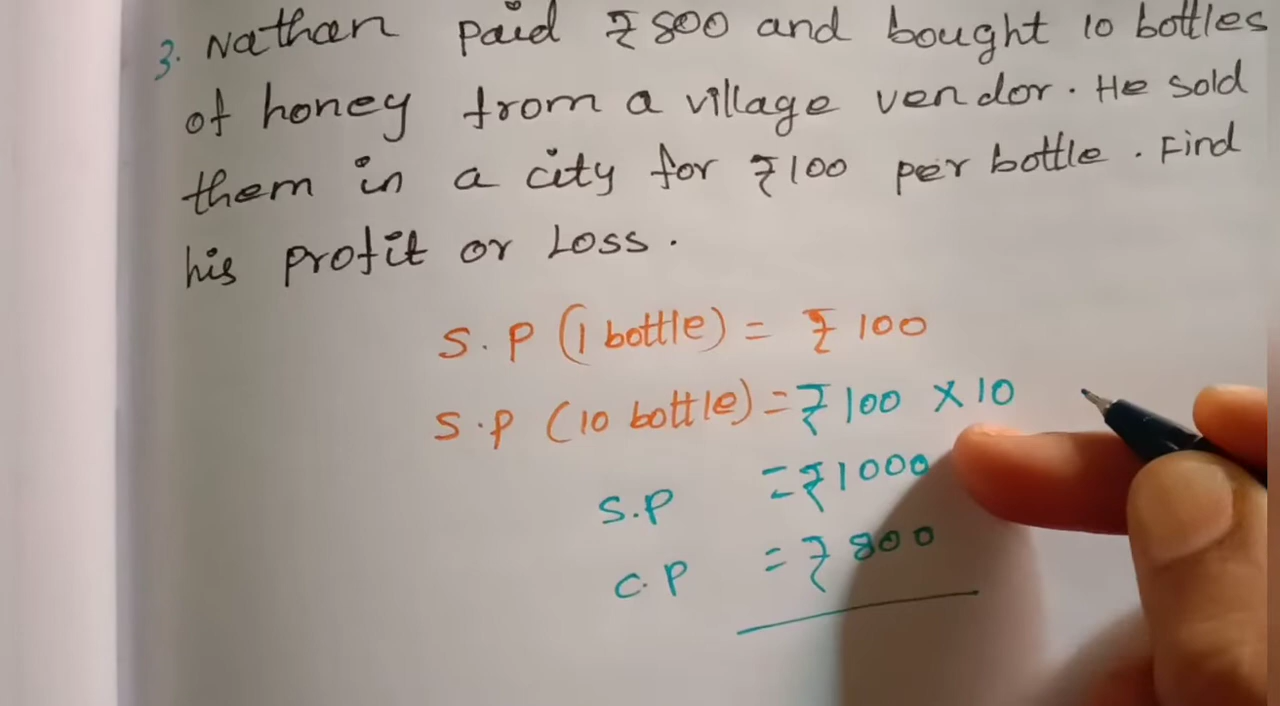 3. Nathan paid ₹800 and bought 10 bottles
of honey from a village vendor. He sold
them in a city for ₹100 per bottle. Find
his profit or Loss.
S.P (1 bottle) = ₹100
S.P (10 bottle) = ₹100 × 10
S.P = ₹1000
C.P = ₹800